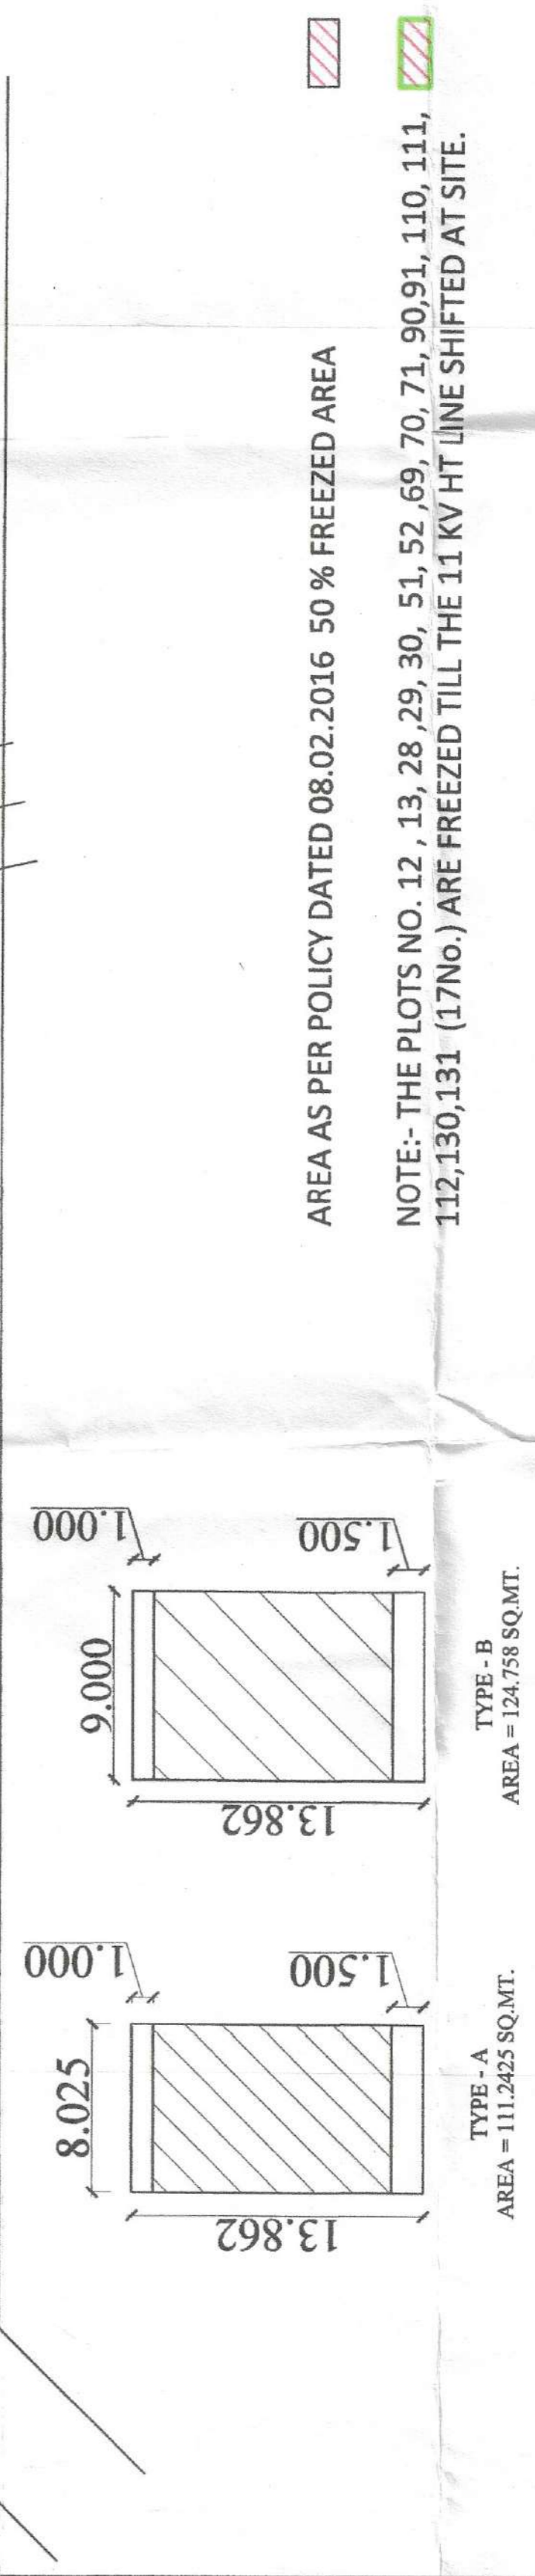 AREA AS PER POLICY DATED 08.02.2016 50 % FREEZED AREA
NOTE:- THE PLOTS NO. 12 , 13, 28 ,29, 30, 51, 52 ,69, 70, 71, 90,91, 110, 111,
112,130,131 (17No.) ARE FREEZED TILL THE 11 KV HT LINE SHIFTED AT SITE.
8.025
1.000
13.862
1.500
TYPE - A
AREA = 111.2425 SQ.MT.
9.000
1.000
13.862
1.500
TYPE - B
AREA = 124.758 SQ.MT.